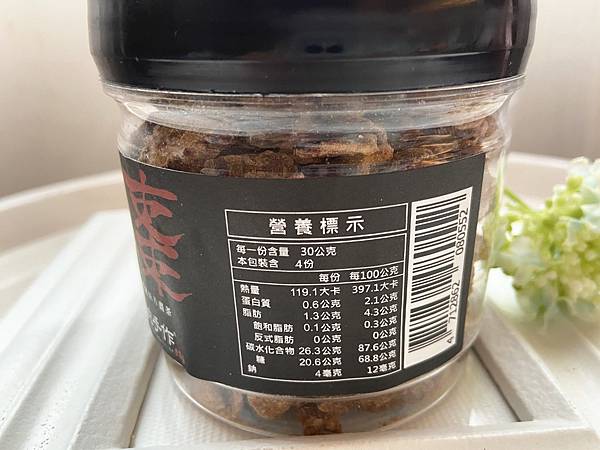 營養標示
每一份含量 30公克
本包裝含 4份
每份 每100公克
熱量 119.1大卡 397.1大卡
蛋白質 0.6公克 2.1公克
脂肪 1.3公克 4.3公克
飽和脂肪 0.1公克 0.3公克
反式脂肪 0公克 0公克
碳水化合物 26.3公克 87.6公克
糖 20.6公克 68.8公克
鈉 4毫克 12毫克
4 712952 080552